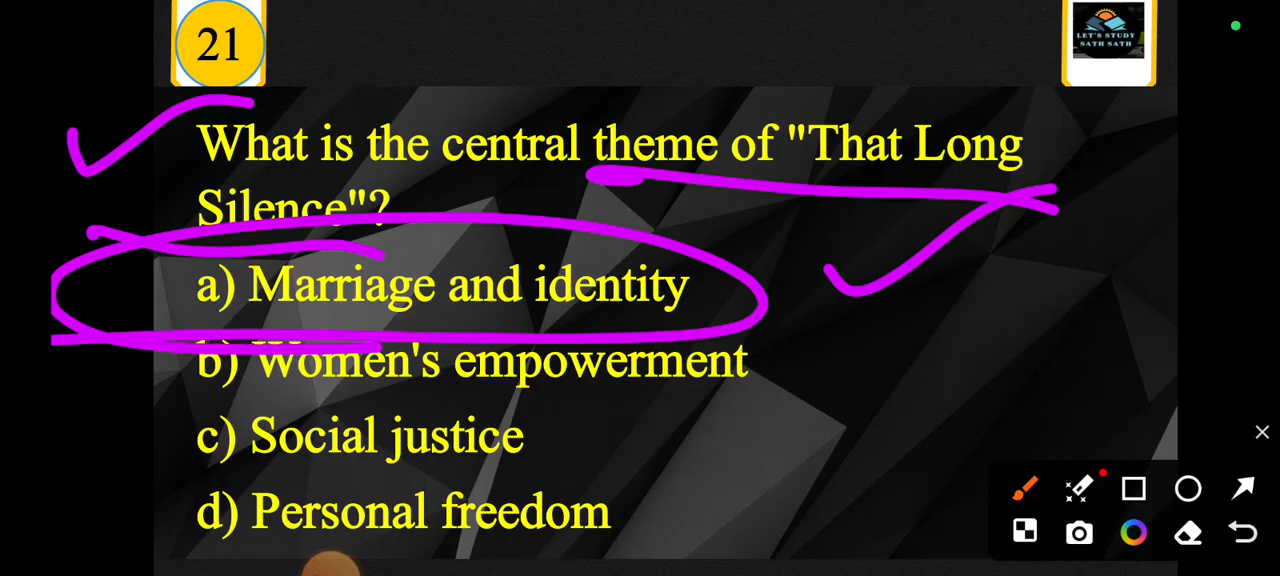 21
LET'S STUDY
SATH SATH
What is the central theme of "That Long
Silence"?
a) Marriage and identity
b) Women's empowerment
c) Social justice
d) Personal freedom